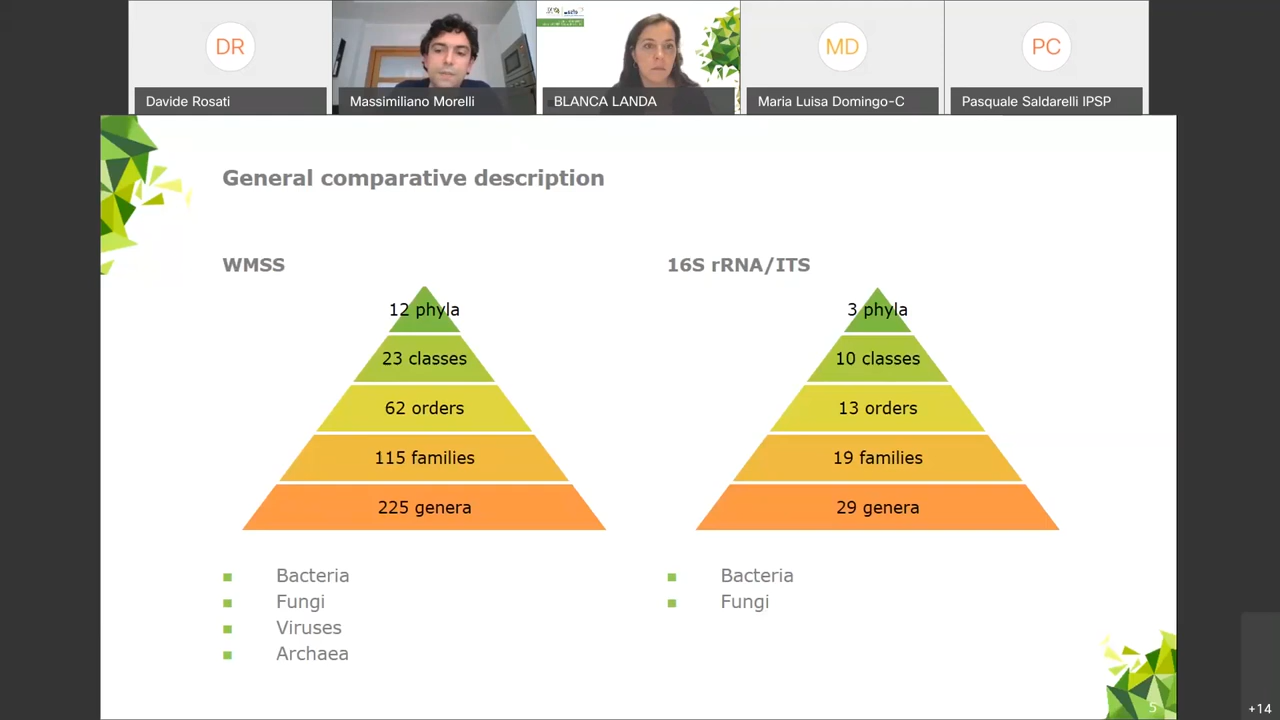 DR
Davide Rosati
Massimiliano Morelli
BLANCA LANDA
MD
Maria Luisa Domingo-C
PC
Pasquale Saldarelli IPSP
General comparative description
WMSS
12 phyla
23 classes
62 orders
115 families
225 genera
Bacteria
Fungi
Viruses
Archaea
16S rRNA/ITS
3 phyla
10 classes
13 orders
19 families
29 genera
Bacteria
Fungi
5
+14